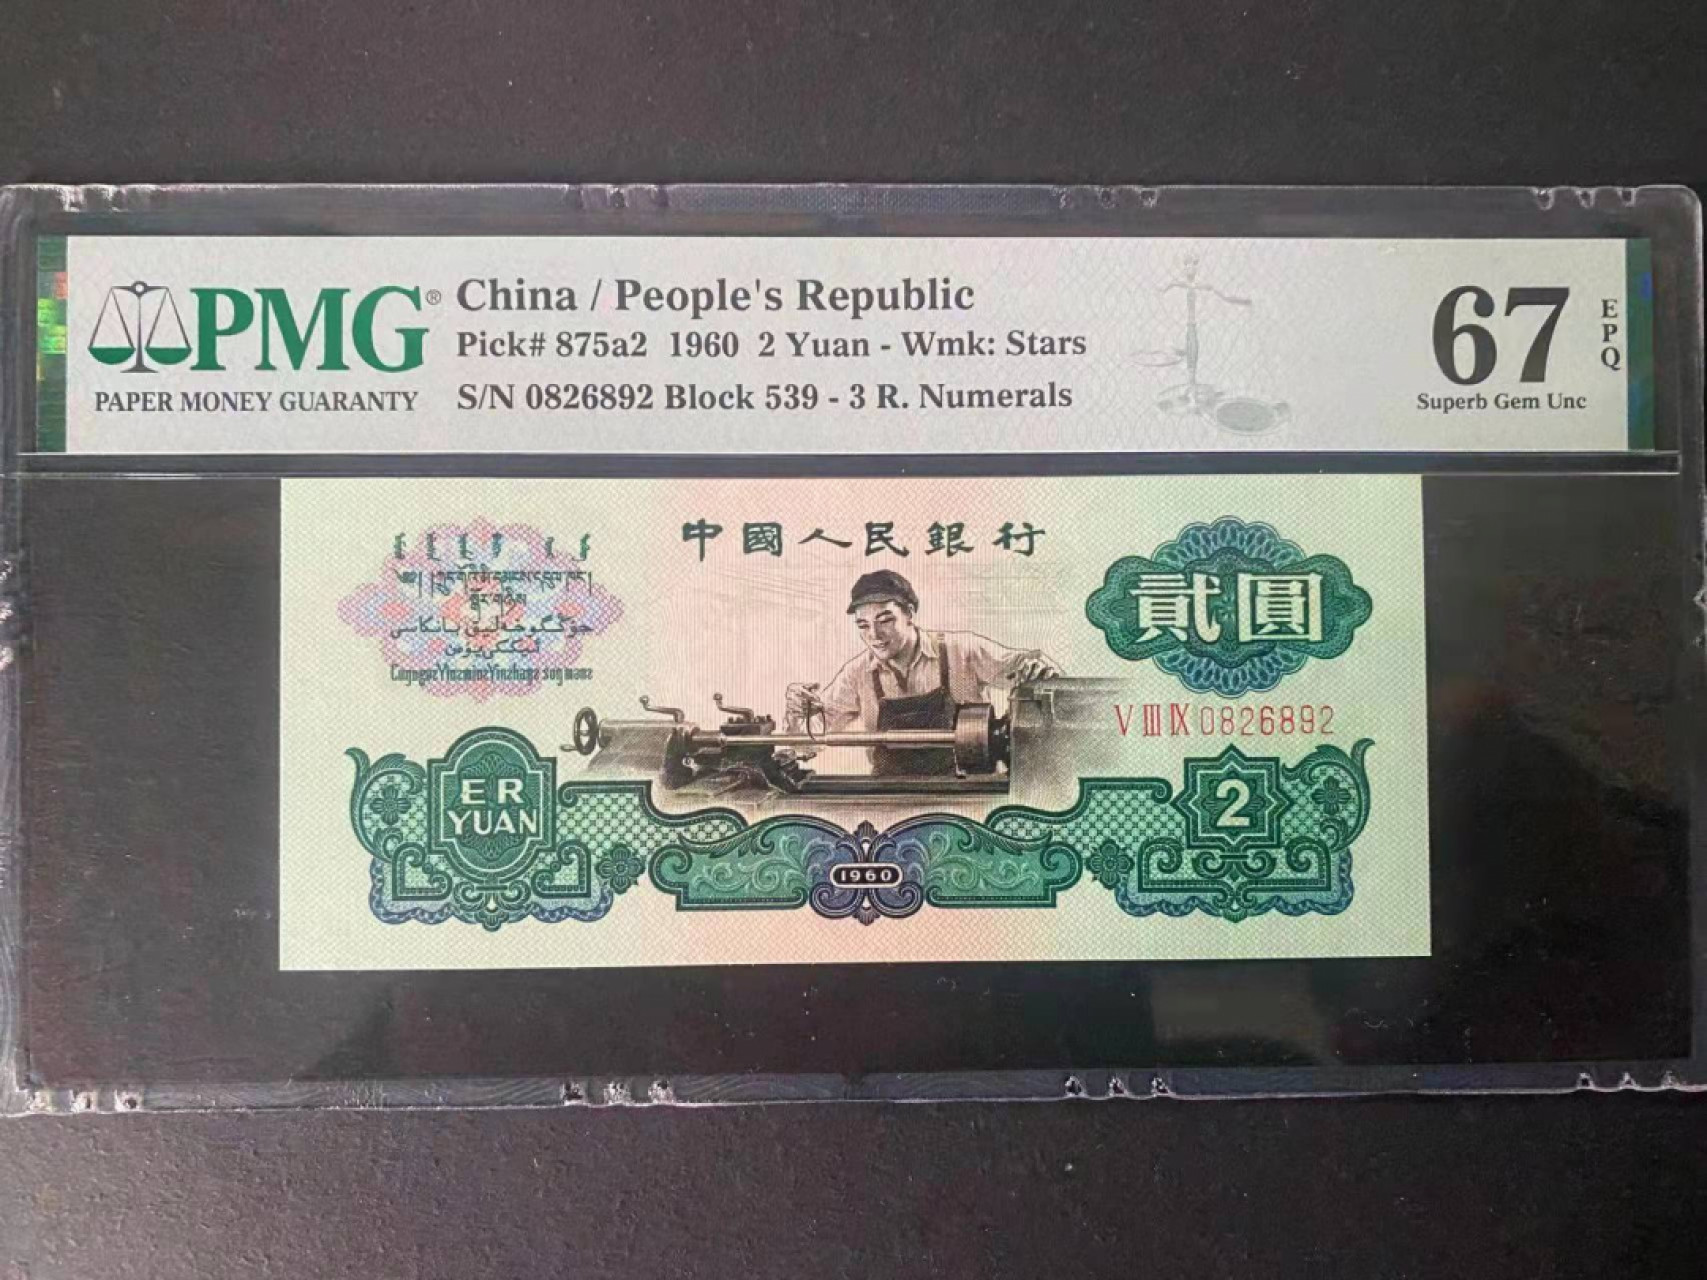 PMG®
PAPER MONEY GUARANTY
China / People's Republic
Pick# 875a2 1960 2 Yuan - Wmk: Stars
S/N 0826892 Block 539 - 3 R. Numerals
67
EPQ
Superb Gem Unc
中國人民銀行
貳圓
V III IX 0826892
ER
YUAN
2
1960